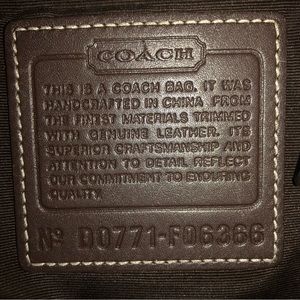 COACH
THIS IS A COACH BAG. IT WAS
HANDCRAFTED IN CHINA FROM
THE FINEST MATERIALS TRIMMED
WITH GENUINE LEATHER. ITS
SUPERIOR CRAFTSMANSHIP AND
ATTENTION TO DETAIL REFLECT
OUR COMMITMENT TO ENDURING
QUALITY.
Nº D0771-F06366